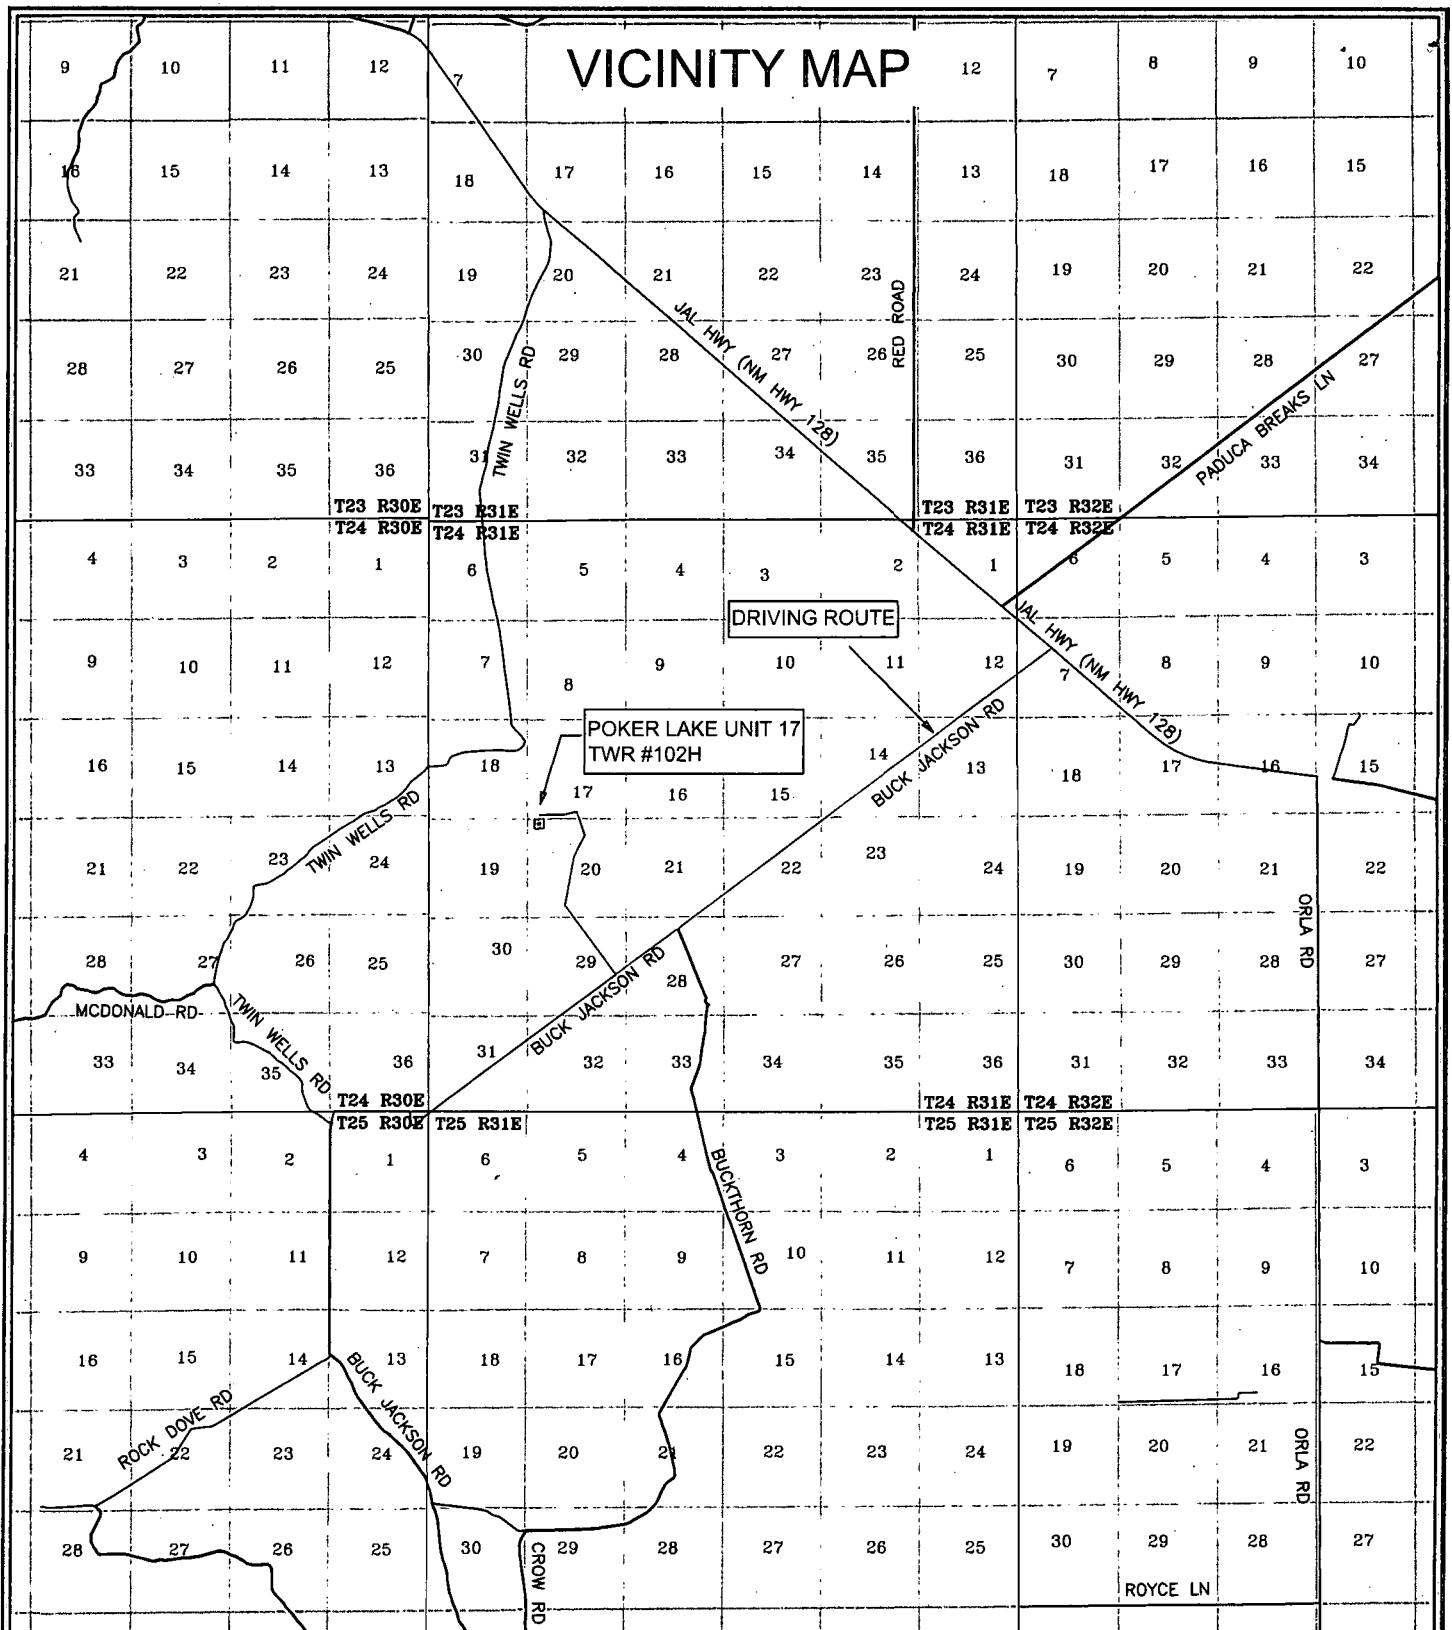 VICINITY MAP
9 10 11 12 7 12 7 8 9 10
16 15 14 13 18 17 16 15 14 13 18 17 16 15
21 22 23 24 19 20 21 22 23 24 19 20 21 22
RED ROAD
JAL HWY (NM HWY 128)
TWIN WELLS RD
28 27 26 25 30 29 28 27 26 25 30 29 28 27
PADUCA BREAKS LN
33 34 35 36 31 32 33 34 35 36 31 32 33 34
T23 R30E T23 R31E T23 R31E T23 R32E
T24 R30E T24 R31E T24 R31E T24 R32E
4 3 2 1 6 5 4 3 2 1 6 5 4 3
DRIVING ROUTE
JAL HWY (NM HWY 128)
9 10 11 12 7 8 9 10 11 12 7 8 9 10
POKER LAKE UNIT 17
TWR #102H
BUCK JACKSON RD
16 15 14 13 18 17 16 15 14 13 18 17 16 15
TWIN WELLS RD
21 22 23 24 19 20 21 22 23 24 19 20 21 22
ORLA RD
28 27 26 25 30 29 28 27 26 25 30 29 28 27
BUCK JACKSON RD
MCDONALD RD
TWIN WELLS RD
33 34 35 36 31 32 33 34 35 36 31 32 33 34
T24 R30E T24 R31E T24 R32E
T25 R30E T25 R31E T25 R31E T25 R32E
4 3 2 1 6 5 4 3 2 1 6 5 4 3
BUCKTHORN RD
9 10 11 12 7 8 9 10 11 12 7 8 9 10
16 15 14 13 18 17 16 15 14 13 18 17 16 15
BUCK JACKSON RD
ROCK DOVE RD
21 22 23 24 19 20 21 22 23 24 19 20 21 22
ORLA RD
28 27 26 25 30 29 28 27 26 25 30 29 28 27
CROW RD
ROYCE LN